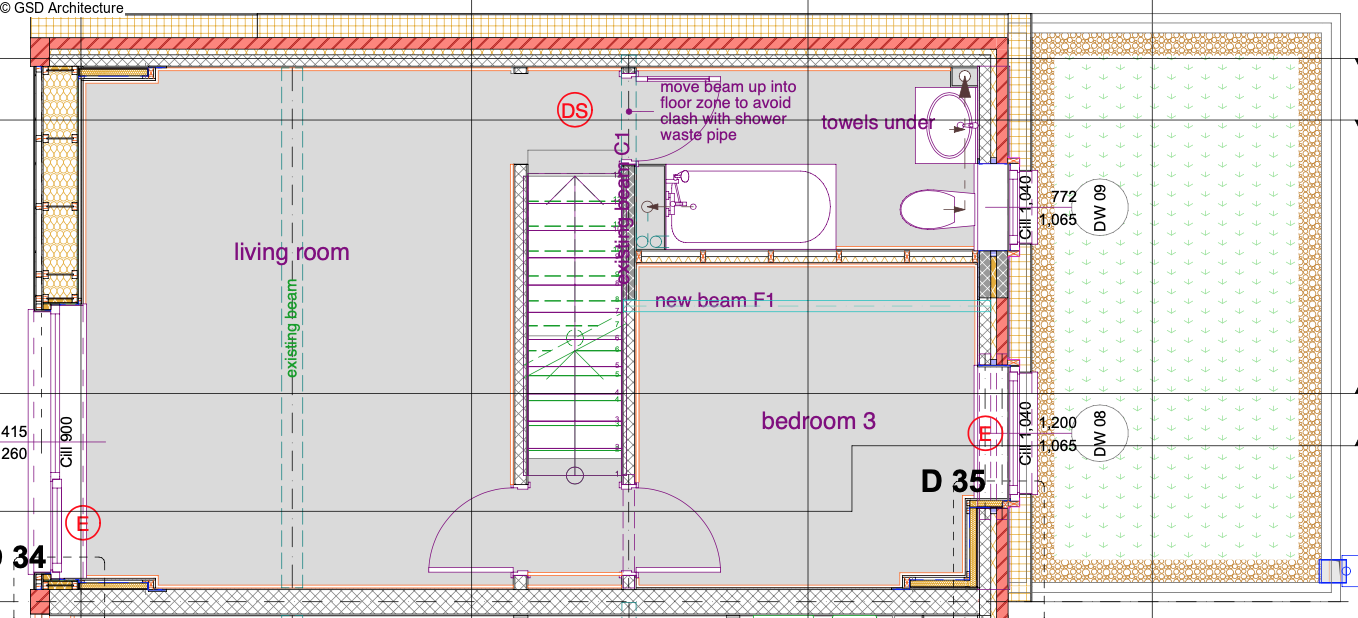 © GSD Architecture
DS
move beam up into
floor zone to avoid
clash with shower
waste pipe
towels under
existing beam C1
living room
existing beam
new beam F1
bedroom 3
Cill 1,040
772
1,065
DW 09
Cill 1,040
1,200
1,065
DW 08
E
D 35
415
260
Cill 900
E
34